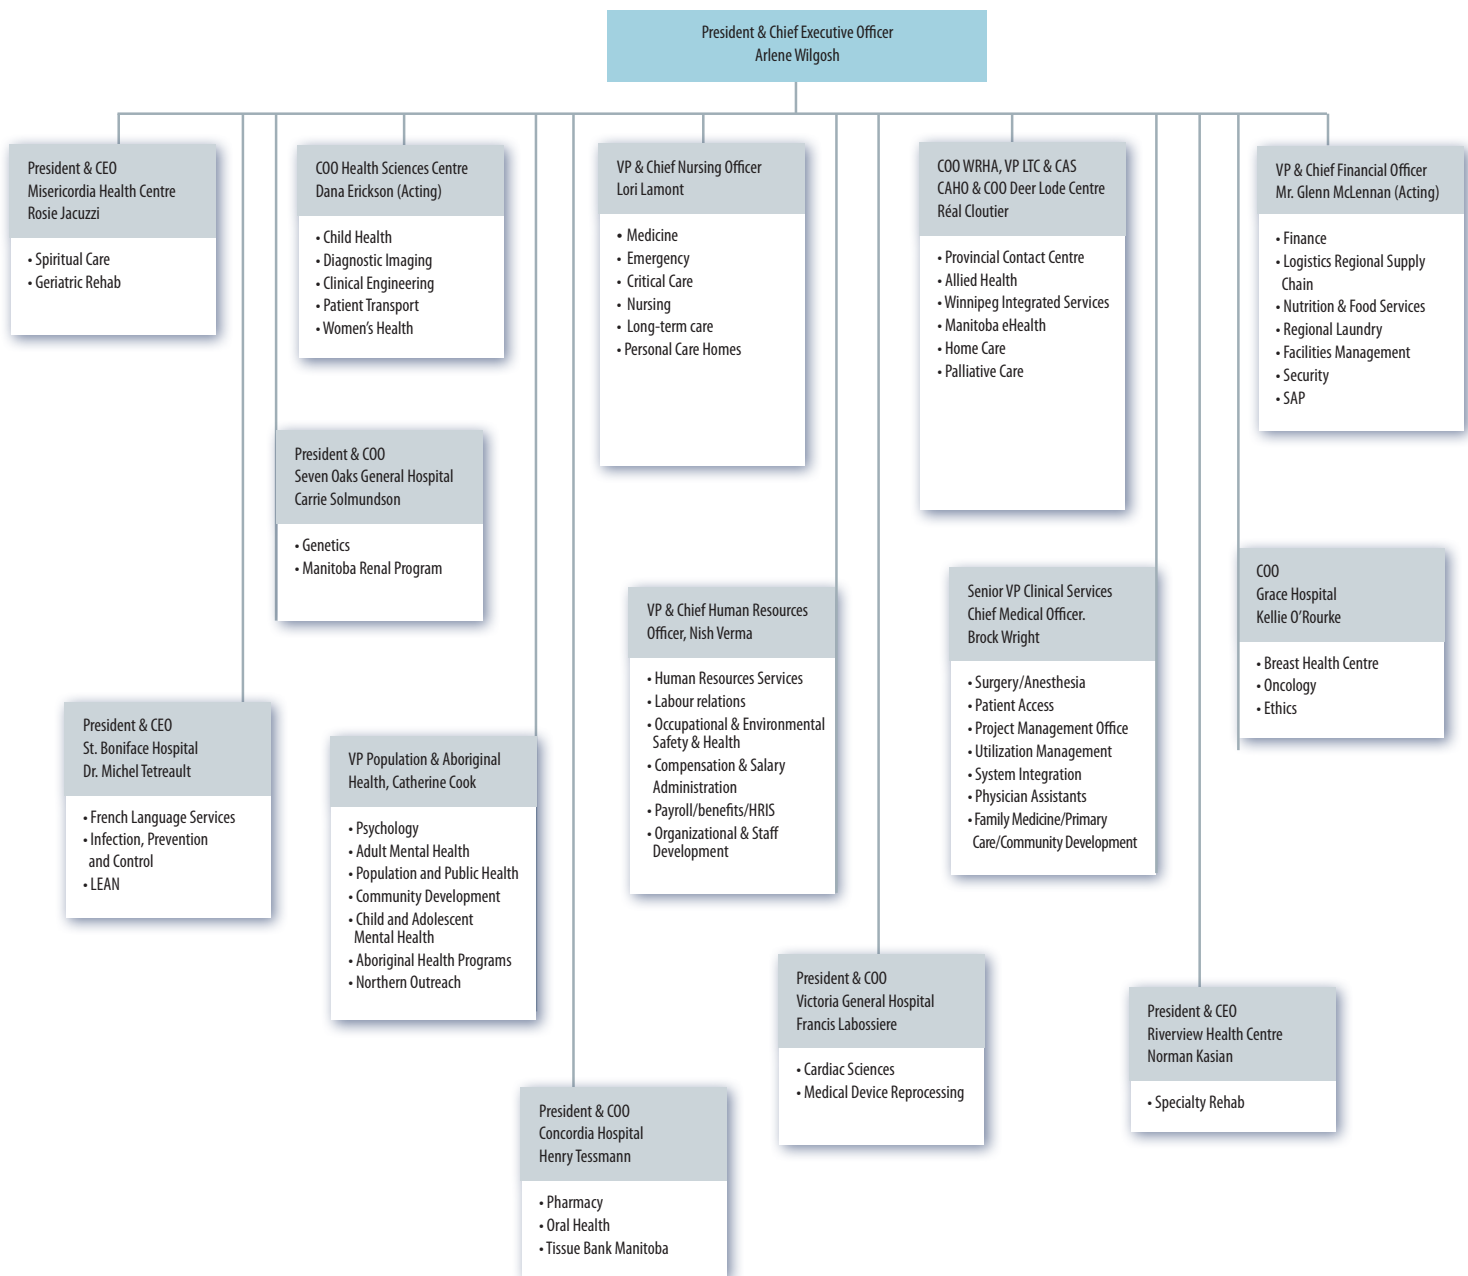 President & Chief Executive Officer
Arlene Wilgosh
President & CEO
Misericordia Health Centre
Rosie Jacuzzi
• Spiritual Care
• Geriatric Rehab
COO Health Sciences Centre
Dana Erickson (Acting)
• Child Health
• Diagnostic Imaging
• Clinical Engineering
• Patient Transport
• Women's Health
VP & Chief Nursing Officer
Lori Lamont
• Medicine
• Emergency
• Critical Care
• Nursing
• Long-term care
• Personal Care Homes
COO WRHA, VP LTC & CAS
CAHO & COO Deer Lode Centre
Réal Cloutier
• Provincial Contact Centre
• Allied Health
• Winnipeg Integrated Services
• Manitoba eHealth
• Home Care
• Palliative Care
VP & Chief Financial Officer
Mr. Glenn McLennan (Acting)
• Finance
• Logistics Regional Supply
Chain
• Nutrition & Food Services
• Regional Laundry
• Facilities Management
• Security
• SAP
President & COO
Seven Oaks General Hospital
Carrie Solmundson
• Genetics
• Manitoba Renal Program
VP & Chief Human Resources
Officer, Nish Verma
• Human Resources Services
• Labour relations
• Occupational & Environmental
Safety & Health
• Compensation & Salary
Administration
• Payroll/benefits/HRIS
• Organizational & Staff
Development
Senior VP Clinical Services
Chief Medical Officer.
Brock Wright
• Surgery/Anesthesia
• Patient Access
• Project Management Office
• Utilization Management
• System Integration
• Physician Assistants
• Family Medicine/Primary
Care/Community Development
COO
Grace Hospital
Kellie O'Rourke
• Breast Health Centre
• Oncology
• Ethics
President & CEO
St. Boniface Hospital
Dr. Michel Tetreault
• French Language Services
• Infection, Prevention
and Control
• LEAN
VP Population & Aboriginal
Health, Catherine Cook
• Psychology
• Adult Mental Health
• Population and Public Health
• Community Development
• Child and Adolescent
Mental Health
• Aboriginal Health Programs
• Northern Outreach
President & COO
Victoria General Hospital
Francis Labossiere
• Cardiac Sciences
• Medical Device Reprocessing
President & CEO
Riverview Health Centre
Norman Kasian
• Specialty Rehab
President & COO
Concordia Hospital
Henry Tessmann
• Pharmacy
• Oral Health
• Tissue Bank Manitoba